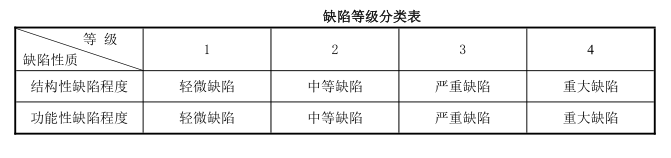 缺陷等级分类表
等 级
缺陷性质
1 2 3 4
结构性缺陷程度 轻微缺陷 中等缺陷 严重缺陷 重大缺陷
功能性缺陷程度 轻微缺陷 中等缺陷 严重缺陷 重大缺陷